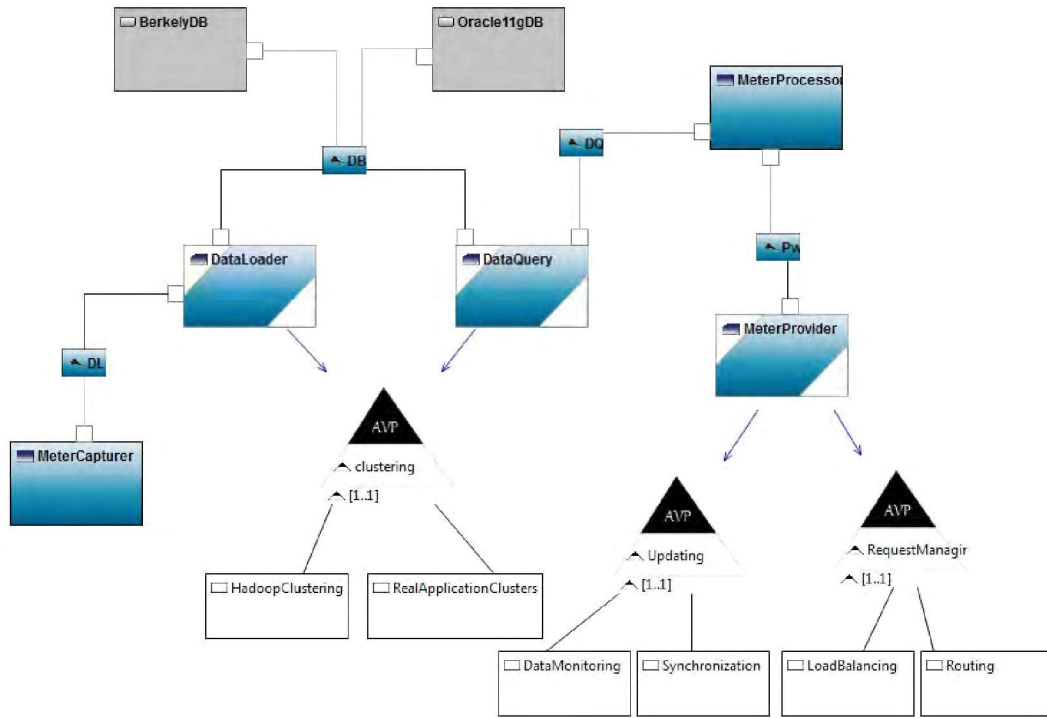 BerkelyDB
Oracle11gDB
MeterProcessor
DB
DQ
DataLoader
DataQuery
Pw
MeterProvider
DL
MeterCapturer
AVP
clustering
[1..1]
AVP
Updating
[1..1]
AVP
RequestManagir
[1..1]
HadoopClustering
RealApplicationClusters
DataMonitoring
Synchronization
LoadBalancing
Routing